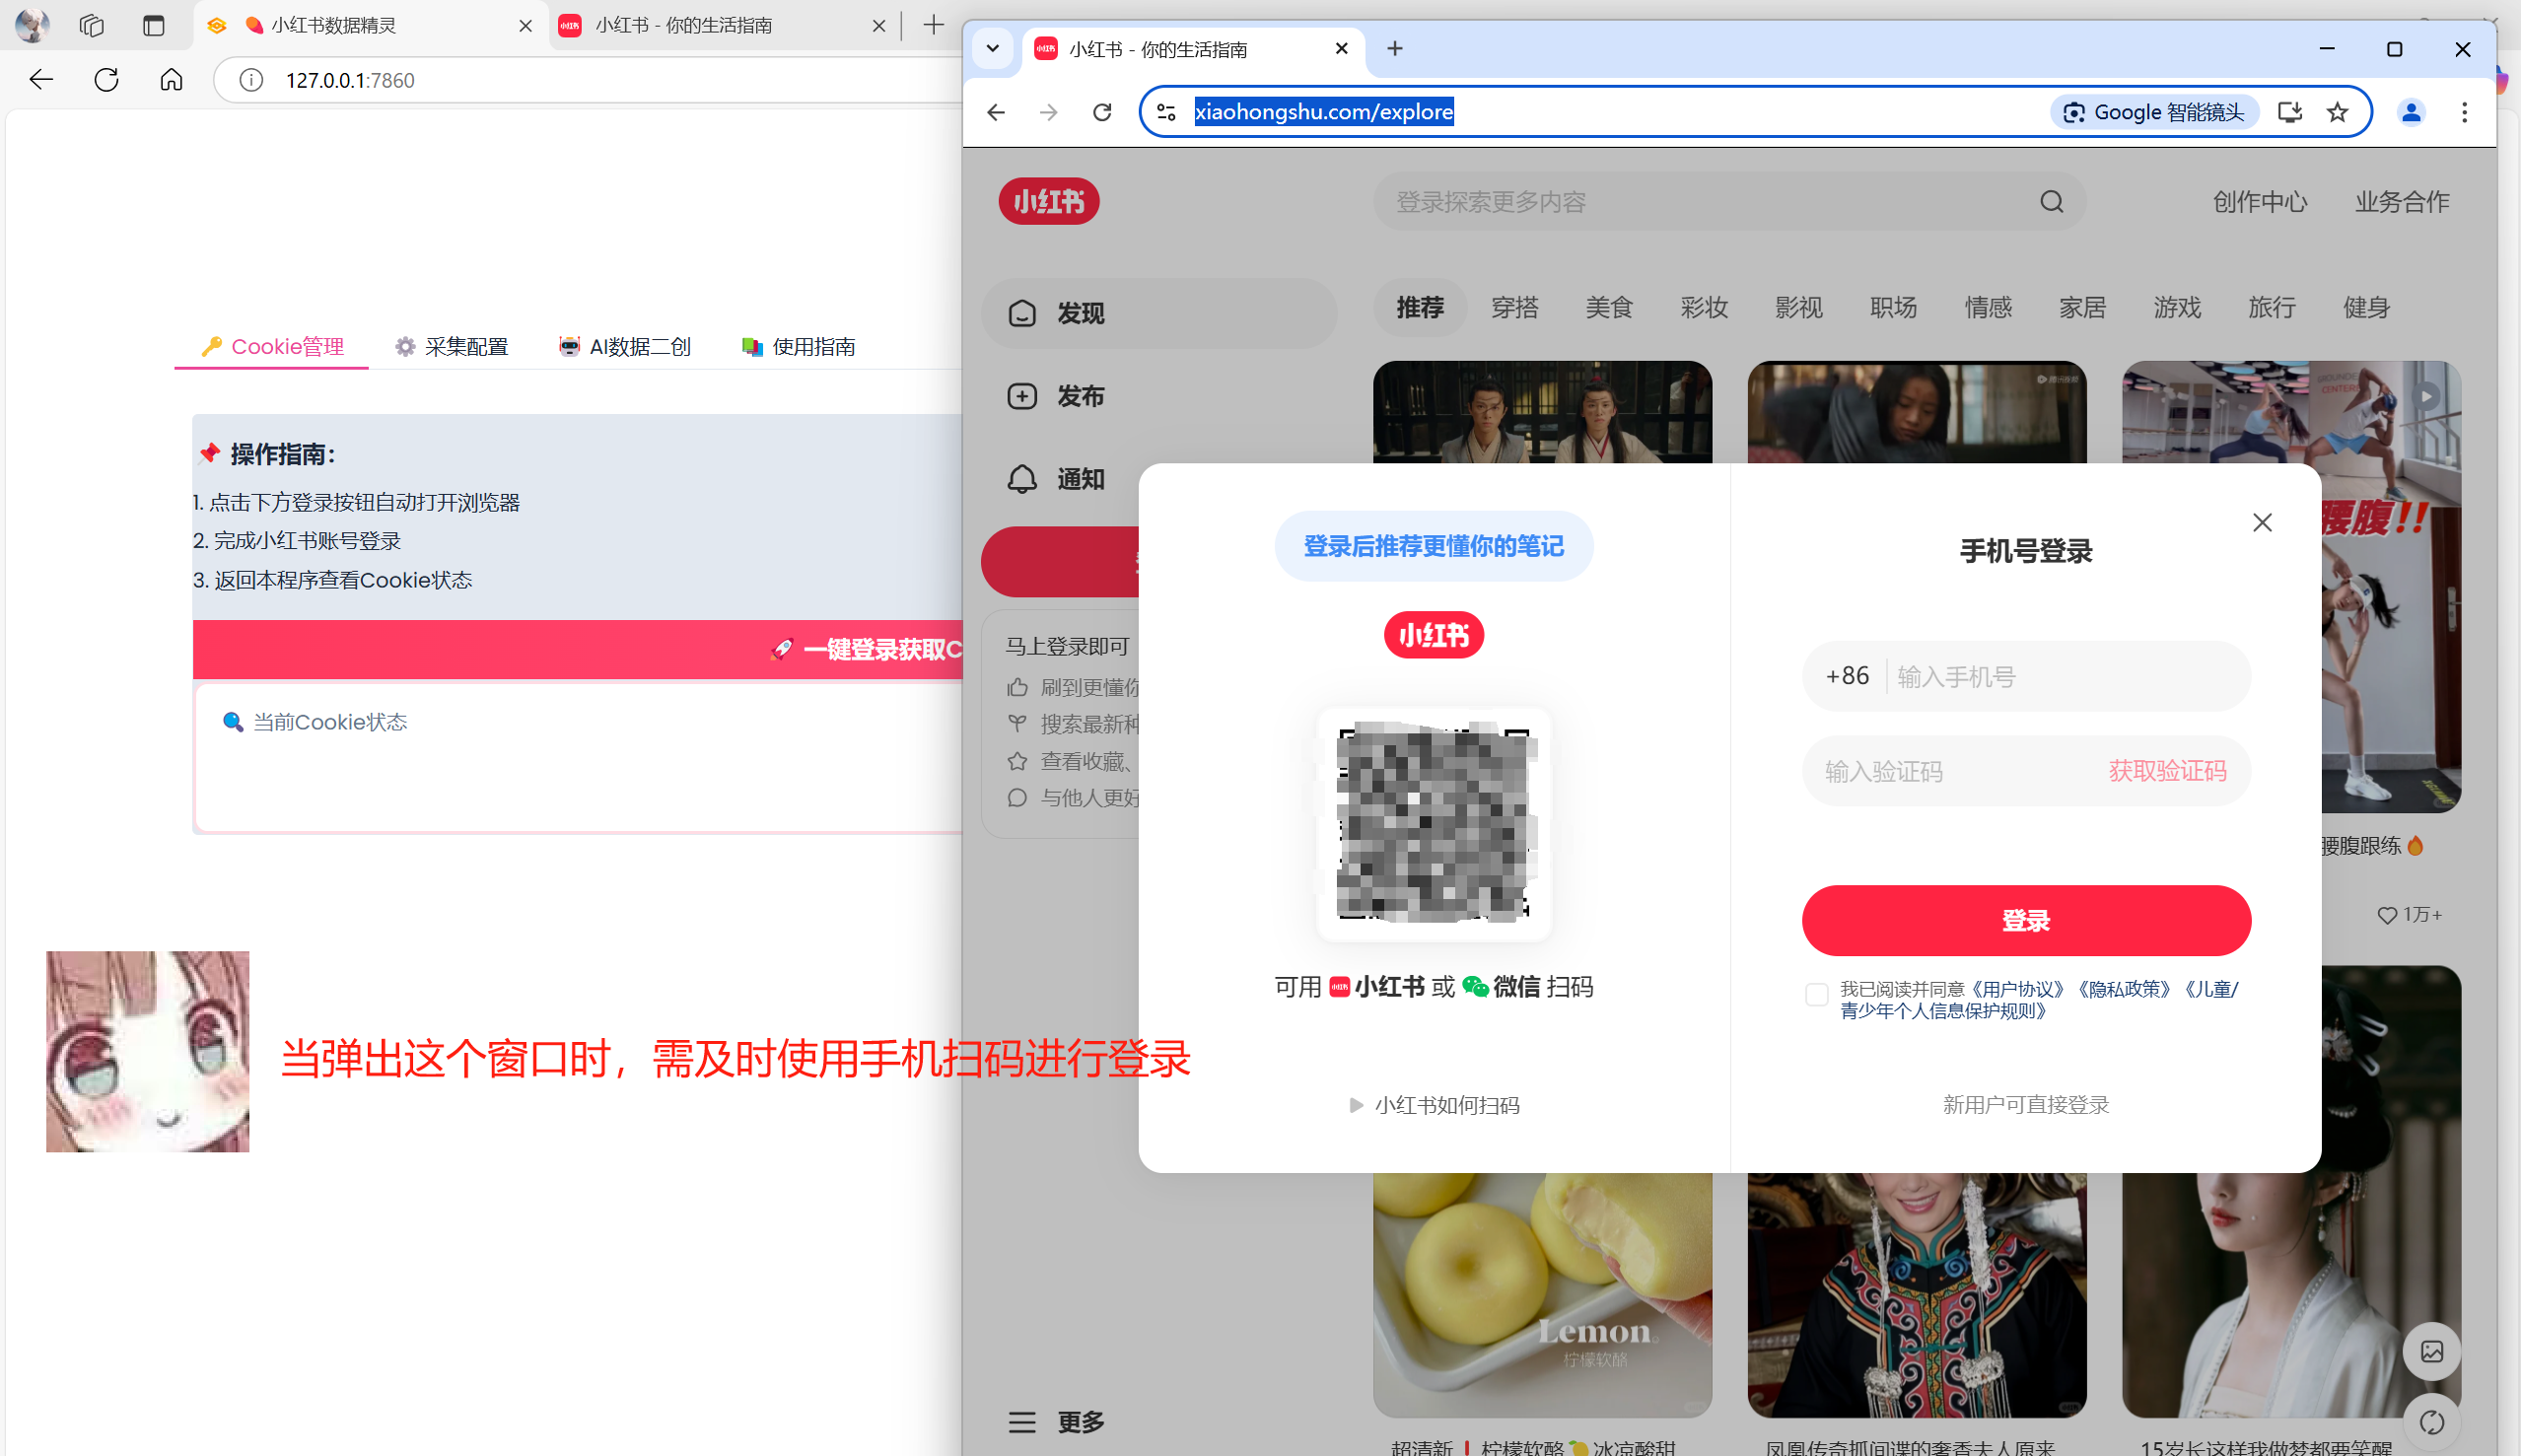 小红书数据精灵
小红书 - 你的生活指南
127.0.0.1:7860
小红书 - 你的生活指南
xiaohongshu.com/explore
Google 智能镜头
Cookie管理
采集配置
AI数据二创
使用指南
操作指南：
1. 点击下方登录按钮自动打开浏览器
2. 完成小红书账号登录
3. 返回本程序查看Cookie状态
一键登录获取C
当前Cookie状态
当弹出这个窗口时，需及时使用手机扫码进行登录
小红书
登录探索更多内容
创作中心
业务合作
发现
发布
通知
推荐
穿搭
美食
彩妆
影视
职场
情感
家居
游戏
旅行
健身
马上登录即可
刷到更懂你
搜索最新种
查看收藏、
与他人更好
更多
登录后推荐更懂你的笔记
小红书
可用 小红书 或 微信 扫码
小红书如何扫码
手机号登录
+86 输入手机号
输入验证码 获取验证码
登录
我已阅读并同意《用户协议》《隐私政策》《儿童/
青少年个人信息保护规则》
新用户可直接登录
腰腹!!
腰腹跟练
1万+
Lemon。
柠檬软酪
超清新❗柠檬软酪🍋冰凉酸甜
凤凰传奇抓间谍的奢香夫人原来
15岁长这样我做梦都要笑醒